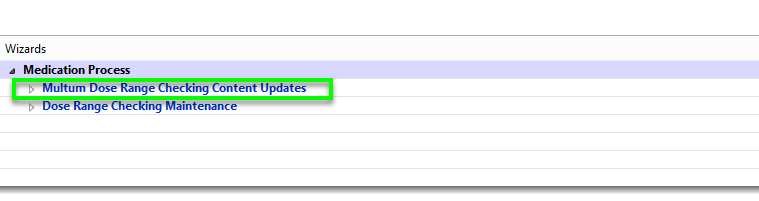 Wizards
Medication Process
Multum Dose Range Checking Content Updates
Dose Range Checking Maintenance